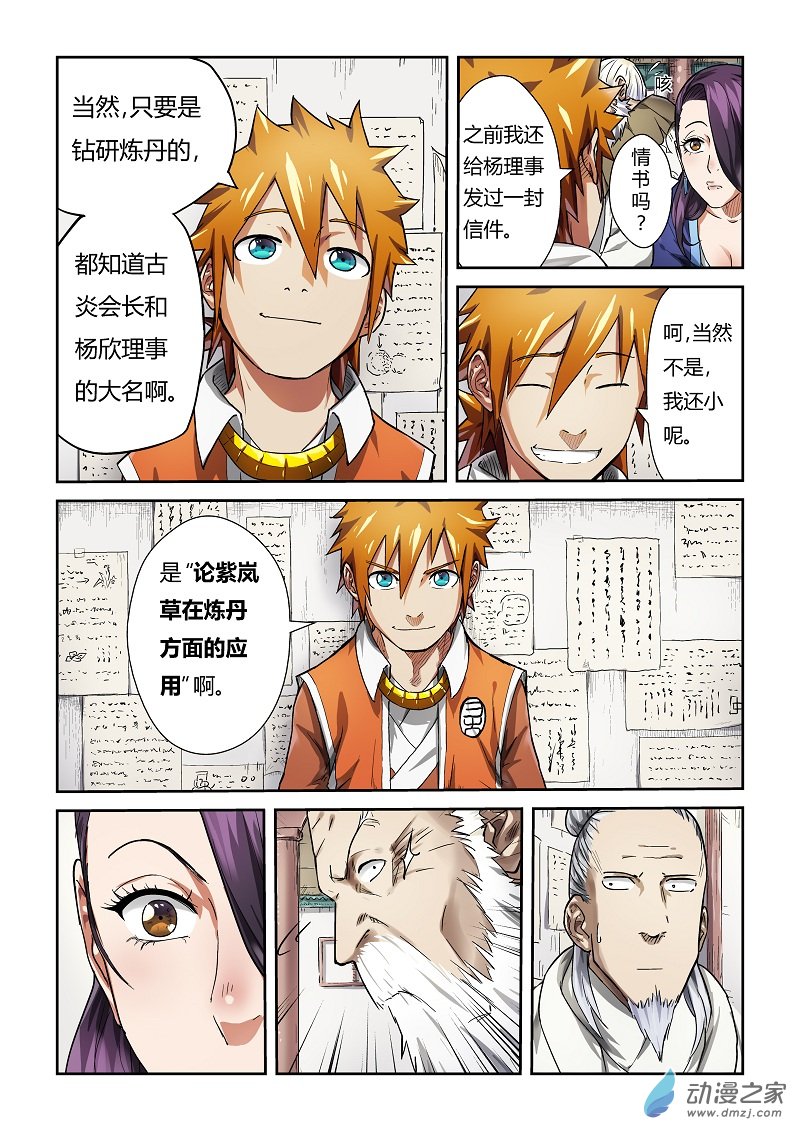 当然,只要是
钻研炼丹的,
都知道古
炎会长和
杨欣理事
的大名啊。
咳
之前我还
给杨理事
发过一封
信件。
情
书
吗?
呵,当然
不是,
我还小
呢。
是“论紫岚
草在炼丹
方面的应
用”啊。
动漫之家
www.dmzj.com